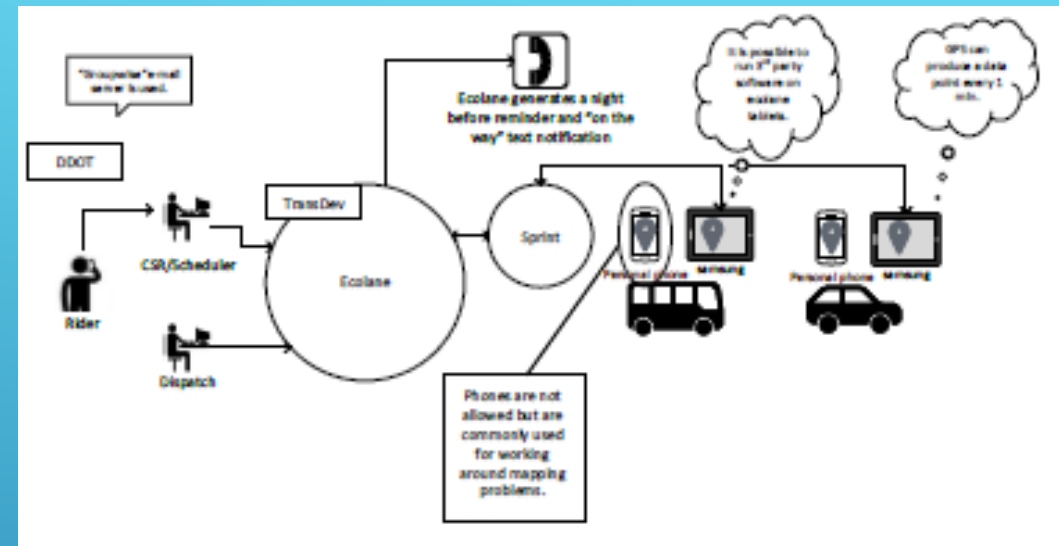 "Groupwise" e-mail
server is used.
DDOT
Rider
CSR/Scheduler
Dispatch
TransDev
Ecolane
Ecolane generates a night
before reminder and "on the
way" text notification
Sprint
It is possible to
run 3rd party
software on
tablets.
GPS can
produce a data
point every 1
min.
Personal phone
samsung
Personal phone
samsung
Phones are not
allowed but are
commonly used
for working
around mapping
problems.